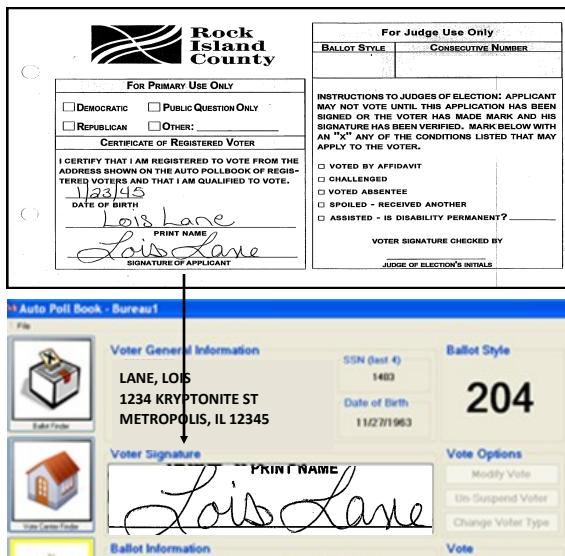 Rock
Island
County
FOR PRIMARY USE ONLY
DEMOCRATIC PUBLIC QUESTION ONLY
REPUBLICAN OTHER:
CERTIFICATE OF REGISTERED VOTER
I CERTIFY THAT I AM REGISTERED TO VOTE FROM THE
ADDRESS SHOWN ON THE AUTO POLLBOOK OF REGIS-
TERED VOTERS AND THAT I AM QUALIFIED TO VOTE.
1/23/45
DATE OF BIRTH
Lois Lane
PRINT NAME
Lois Lane
SIGNATURE OF APPLICANT
For Judge Use Only
BALLOT STYLE CONSECUTIVE NUMBER
INSTRUCTIONS TO JUDGES OF ELECTION: APPLICANT
MAY NOT VOTE UNTIL THIS APPLICATION HAS BEEN
SIGNED OR THE VOTER HAS MADE MARK AND HIS
SIGNATURE HAS BEEN VERIFIED. MARK BELOW WITH
AN "X" ANY OF THE CONDITIONS LISTED THAT MAY
APPLY TO THE VOTER.
VOTED BY AFFIDAVIT
CHALLENGED
VOTED ABSENTEE
SPOILED - RECEIVED ANOTHER
ASSISTED - IS DISABILITY PERMANENT?
VOTER SIGNATURE CHECKED BY
JUDGE OF ELECTION'S INITIALS
Auto Poll Book - Bureau1
File
Ballot Finder
Vote Center Finder
Voter General Information
LANE, LOIS
1234 KRYPTONITE ST
METROPOLIS, IL 12345
SSN (last 4)
1403
Date of Birth
11/27/1963
Ballot Style
204
Voter Signature
PRINT NAME
Lois Lane
Vote Options
Modify Vote
Un-Suspend Voter
Change Voter Type
Ballot Information
Vote